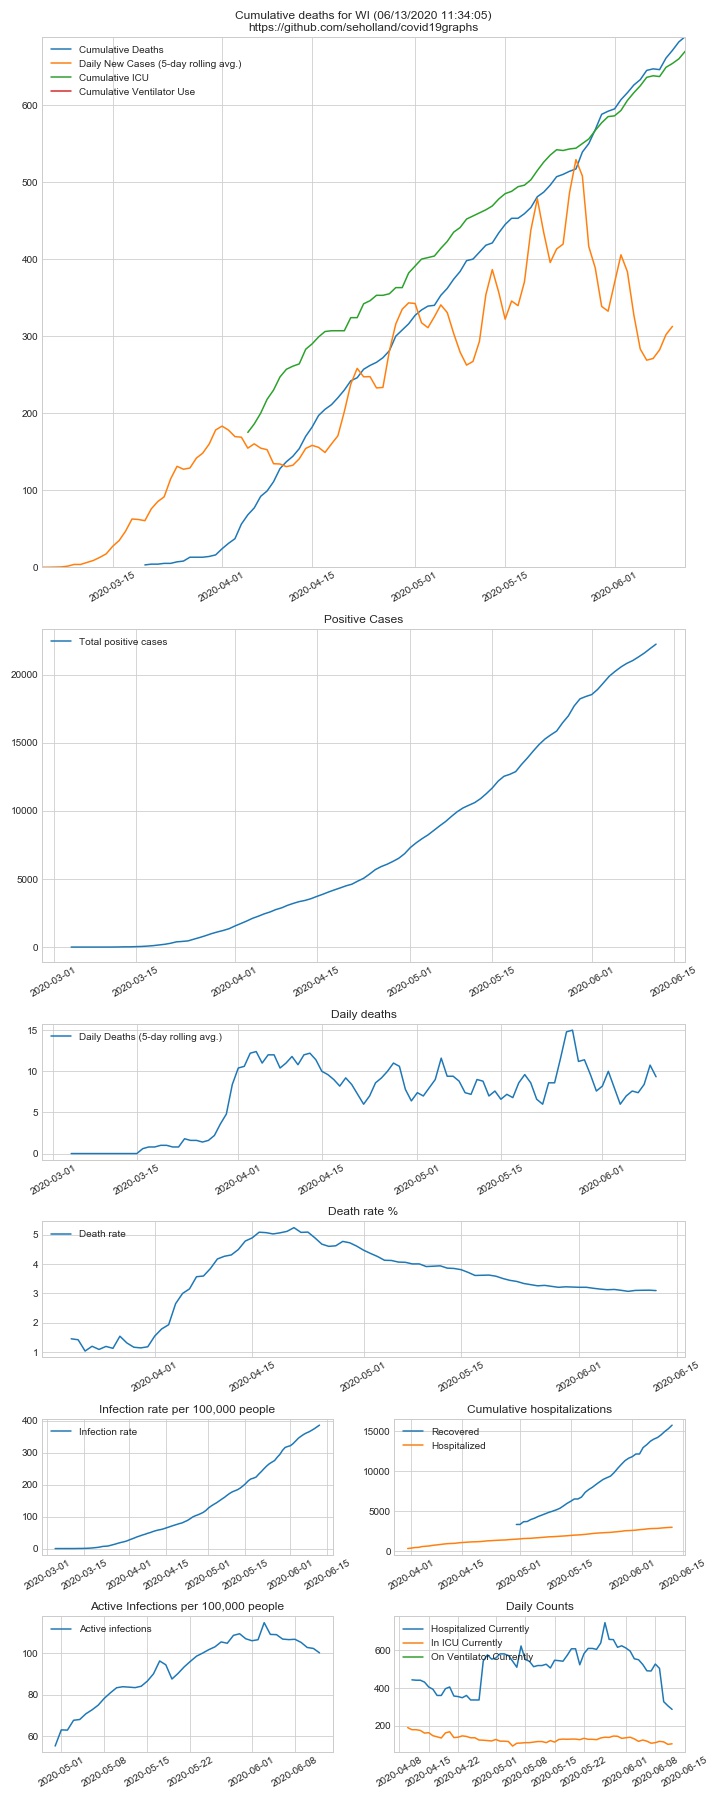 Cumulative deaths for WI (06/13/2020 11:34:05)
https://github.com/seholland/covid19graphs
Cumulative Deaths
Daily New Cases (5-day rolling avg.)
Cumulative ICU
Cumulative Ventilator Use
600
500
400
300
200
100
0
2020-03-15 2020-04-01 2020-04-15 2020-05-01 2020-05-15 2020-06-01
Positive Cases
Total positive cases
20000
15000
10000
5000
0
2020-03-01 2020-03-15 2020-04-01 2020-04-15 2020-05-01 2020-05-15 2020-06-01 2020-06-15
Daily deaths
Daily Deaths (5-day rolling avg.)
15
10
5
0
2020-03-01 2020-03-15 2020-04-01 2020-04-15 2020-05-01 2020-05-15 2020-06-01
Death rate %
Death rate
5
4
3
2
1
2020-04-01 2020-04-15 2020-05-01 2020-05-15 2020-06-01 2020-06-15
Infection rate per 100,000 people
Infection rate
400
300
200
100
0
2020-03-01 2020-03-15 2020-04-01 2020-04-15 2020-05-01 2020-05-15 2020-06-01 2020-06-15
Cumulative hospitalizations
Recovered
Hospitalized
15000
10000
5000
0
2020-04-01 2020-04-15 2020-05-01 2020-05-15 2020-06-01 2020-06-15
Active Infections per 100,000 people
Active infections
100
80
60
2020-05-01 2020-05-08 2020-05-15 2020-05-22 2020-06-01 2020-06-08
Daily Counts
Hospitalized Currently
In ICU Currently
On Ventilator Currently
600
400
200
2020-04-08 2020-04-15 2020-04-22 2020-05-01 2020-05-08 2020-05-15 2020-05-22 2020-06-01 2020-06-08 2020-06-15